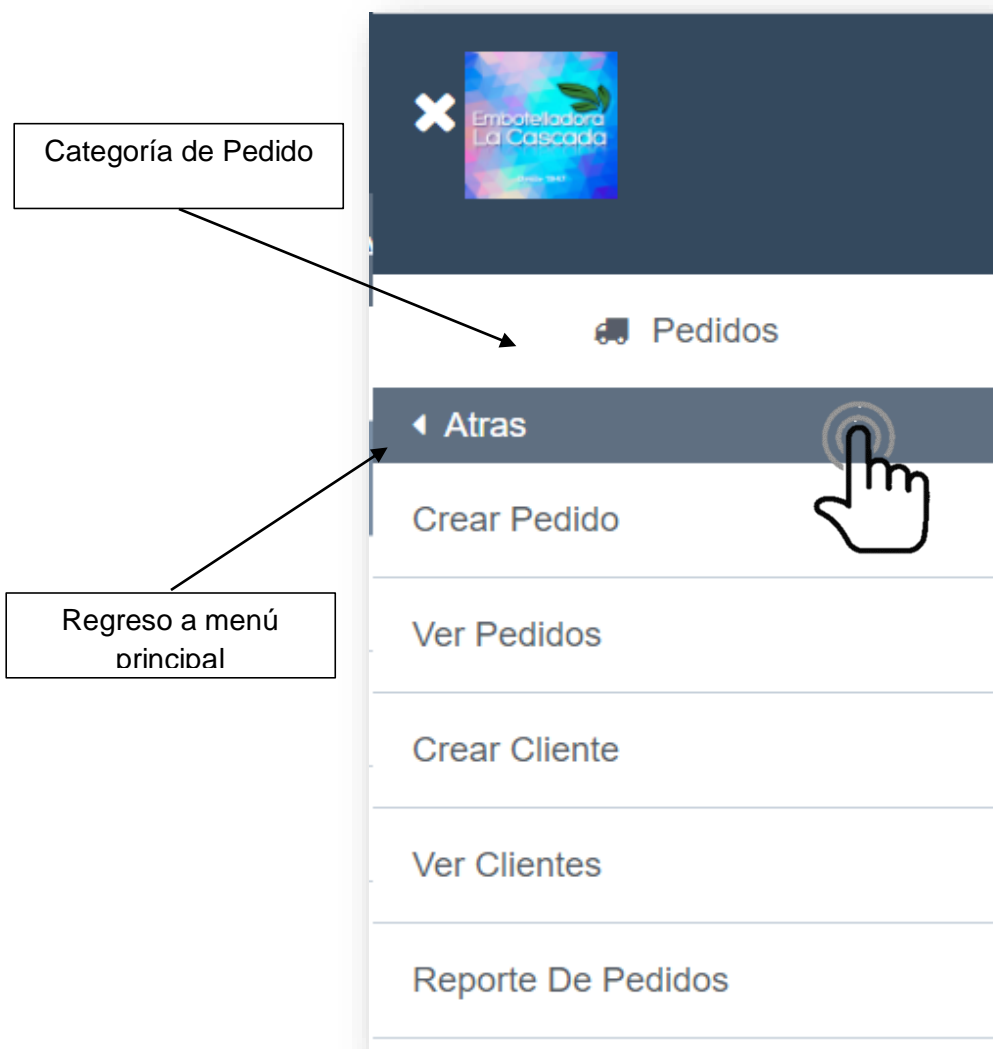 Embotelladora
La Cascada
Categoría de Pedido
Pedidos
Atras
Crear Pedido
Regreso a menú
principal
Ver Pedidos
Crear Cliente
Ver Clientes
Reporte De Pedidos